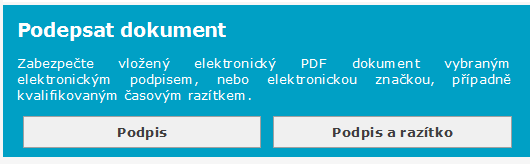 Podepsat dokument
Zabezpečte vložený elektronický PDF dokument vybraným
elektronickým podpisem, nebo elektronickou značkou, případně
kvalifikovaným časovým razítkem.
Podpis
Podpis a razítko